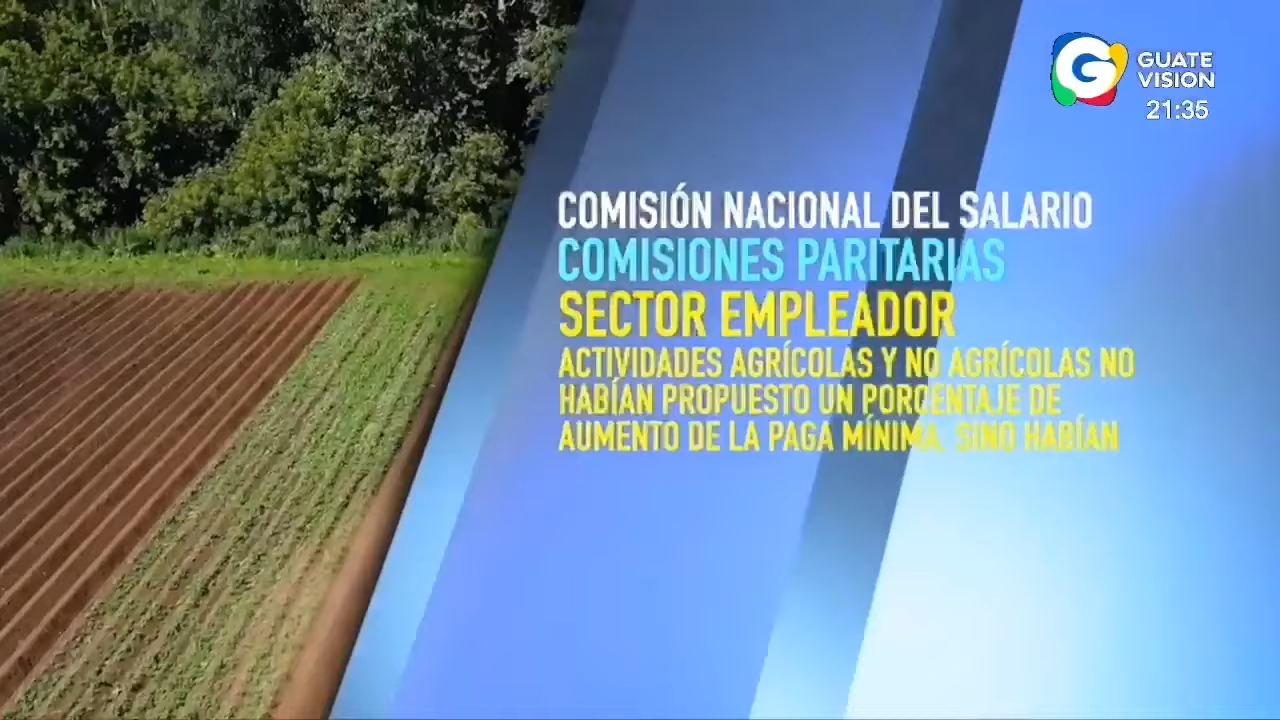 GUATE
VISION
21:35
COMISIÓN NACIONAL DEL SALARIO
COMISIONES PARITARIAS
SECTOR EMPLEADOR
ACTIVIDADES AGRÍCOLAS Y NO AGRÍCOLAS NO
HABÍAN PROPUESTO UN PORCENTAJE DE
AUMENTO DE LA PAGA MÍNIMA, SINO HABÍAN